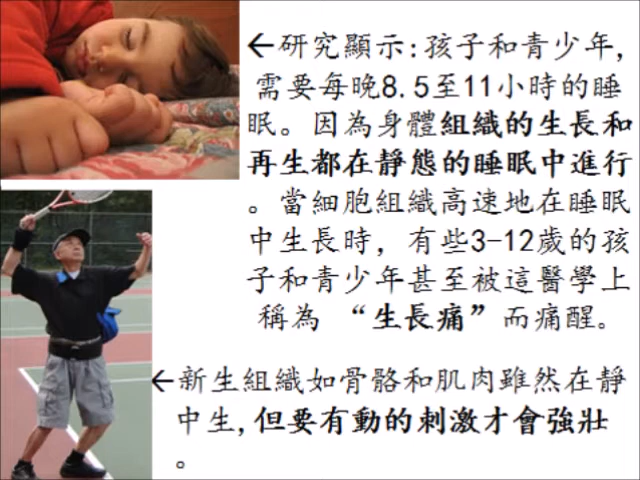 ←研究顯示:孩子和青少年,
需要每晚8.5至11小時的睡
眠。因為身體組織的生長和
再生都在靜態的睡眠中進行
。當細胞組織高速地在睡眠
中生長時，有些3-12歲的孩
子和青少年甚至被這醫學上
稱為 “生長痛”而痛醒。
←新生組織如骨骼和肌肉雖然在靜
中生,但要有動的刺激才會強壯
。